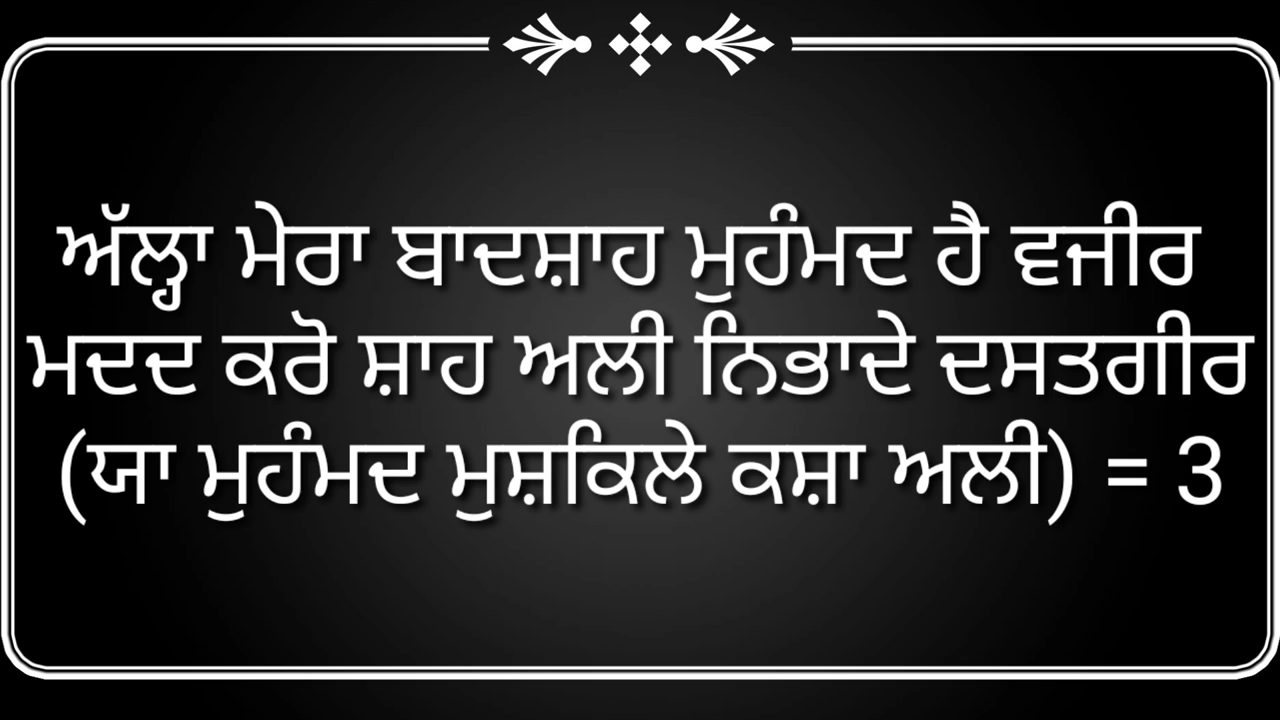 ਅੱਲ੍ਹਾ ਮੇਰਾ ਬਾਦਸ਼ਾਹ ਮੁਹੰਮਦ ਹੈ ਵਜੀਰ
ਮਦਦ ਕਰੋ ਸ਼ਾਹ ਅਲੀ ਨਿਭਾਦੇ ਦਸਤਗੀਰ
(ਯਾ ਮੁਹੰਮਦ ਮੁਸ਼ਕਿਲੇ ਕਸ਼ਾ ਅਲੀ) = 3